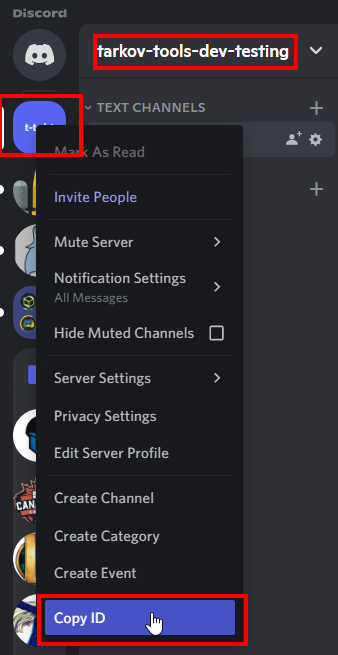 Discord
tarkov-tools-dev-testing
TEXT CHANNELS
Mark As Read
Invite People
Mute Server
Notification Settings
All Messages
Hide Muted Channels
Server Settings
Privacy Settings
Edit Server Profile
Create Channel
Create Category
Create Event
Copy ID